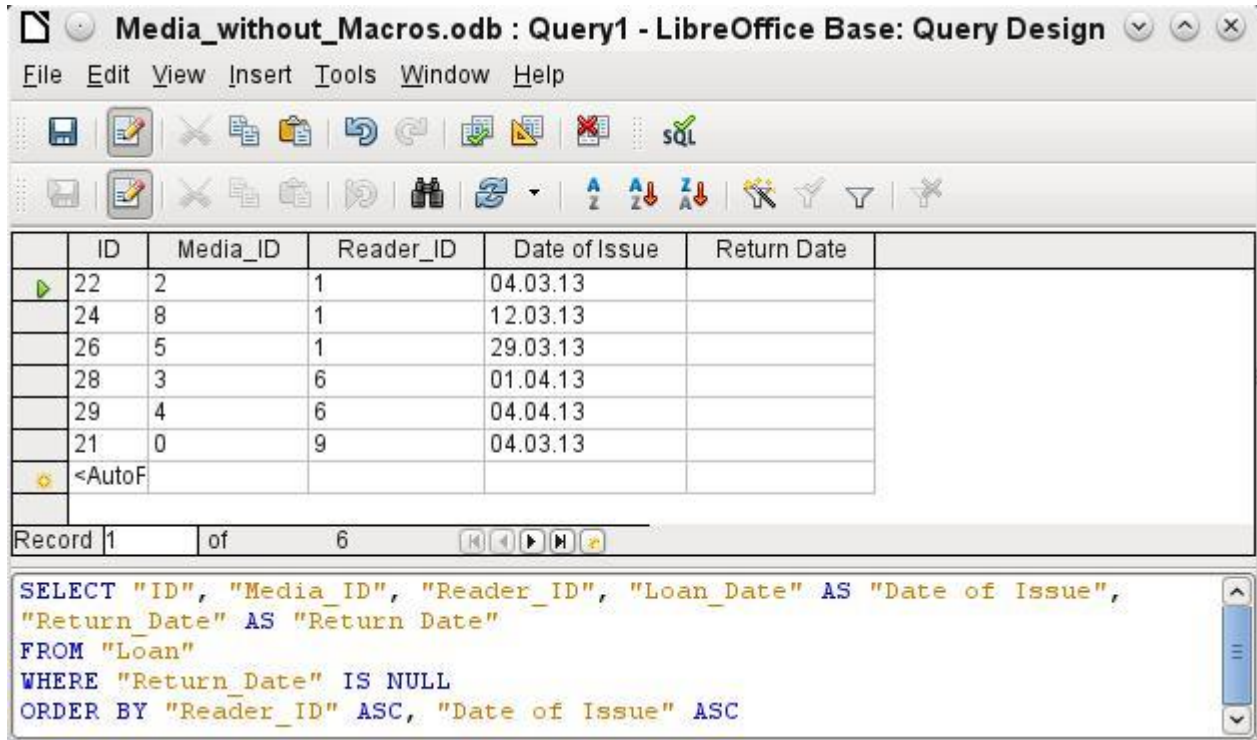 Media_without_Macros.odb : Query1 - LibreOffice Base: Query Design
File Edit View Insert Tools Window Help
SQL
A Z A Z Z A
ID Media_ID Reader_ID Date of Issue Return Date
22 2 1 04.03.13
24 8 1 12.03.13
26 5 1 29.03.13
28 3 6 01.04.13
29 4 6 04.04.13
21 0 9 04.03.13
<AutoF
Record 1 of 6
SELECT "ID", "Media_ID", "Reader_ID", "Loan_Date" AS "Date of Issue",
"Return_Date" AS "Return Date"
FROM "Loan"
WHERE "Return_Date" IS NULL
ORDER BY "Reader_ID" ASC, "Date of Issue" ASC